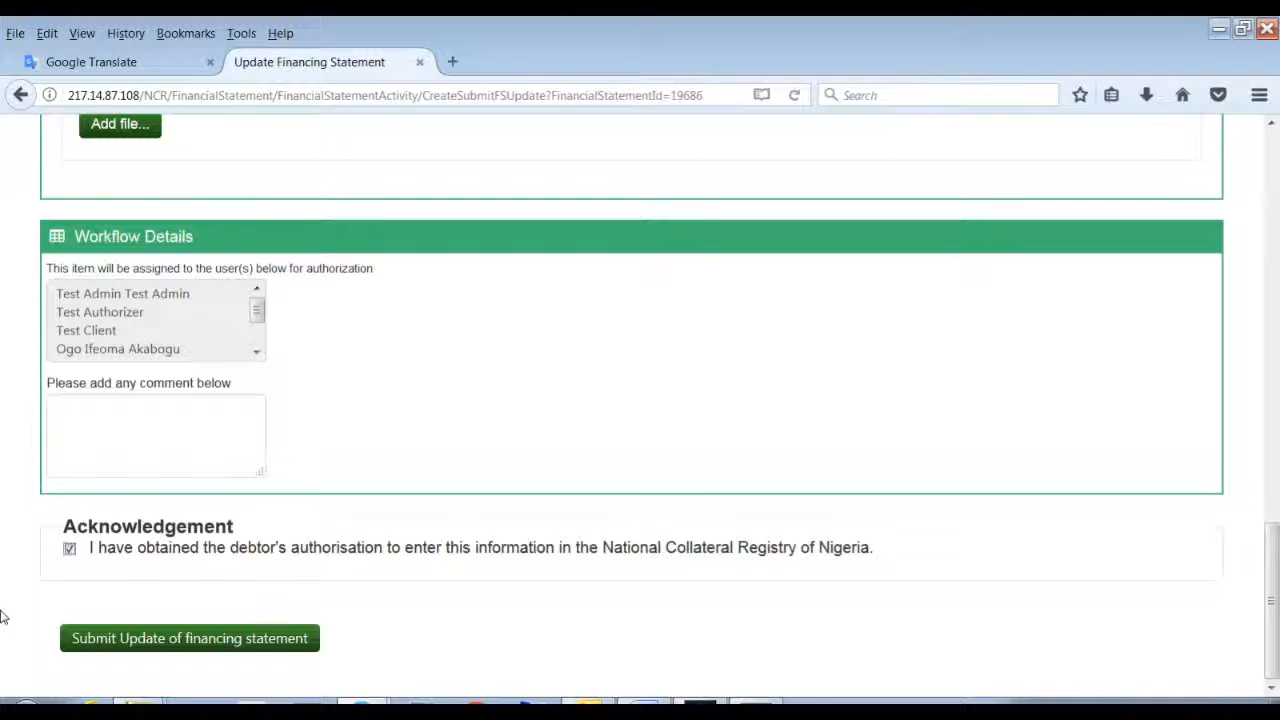 File Edit View History Bookmarks Tools Help
Google Translate Update Financing Statement
217.14.87.108/NCR/FinancialStatement/FinancialStatementActivity/CreateSubmitFSUpdate?FinancialStatementId=19686 Search
Add file...
Workflow Details
This item will be assigned to the user(s) below for authorization
Test Admin Test Admin
Test Authorizer
Test Client
Ogo Ifeoma Akabogu
Please add any comment below
Acknowledgement
I have obtained the debtor's authorisation to enter this information in the National Collateral Registry of Nigeria.
Submit Update of financing statement